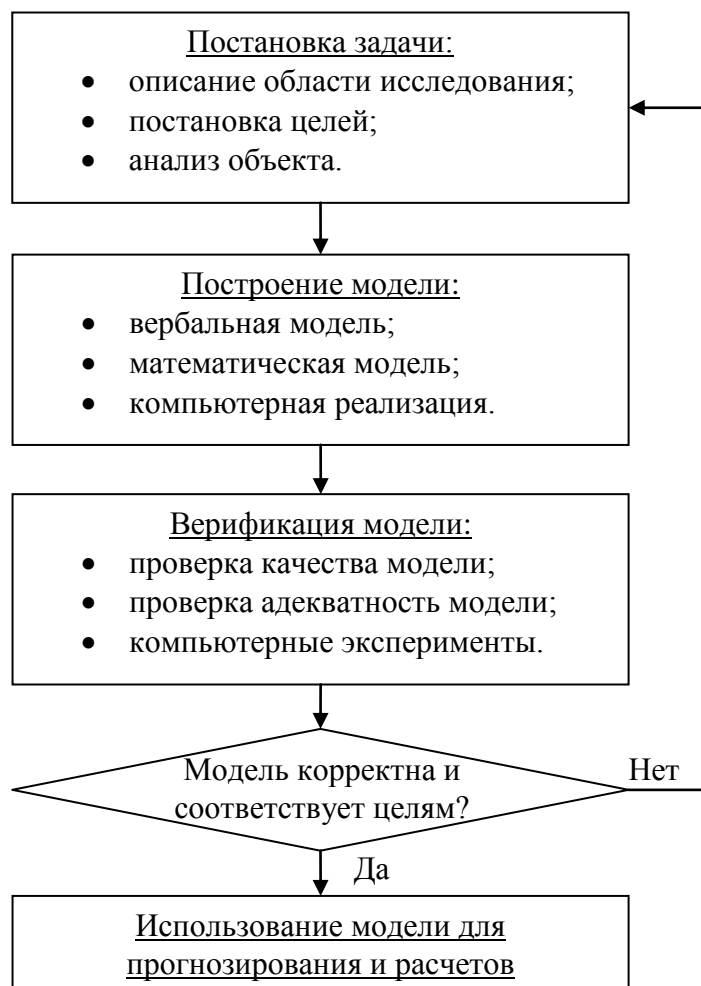 Постановка задачи:
• описание области исследования;
• постановка целей;
• анализ объекта.
Построение модели:
• вербальная модель;
• математическая модель;
• компьютерная реализация.
Верификация модели:
• проверка качества модели;
• проверка адекватность модели;
• компьютерные эксперименты.
Модель корректна и
соответствует целям?
Нет
Да
Использование модели для
прогнозирования и расчетов